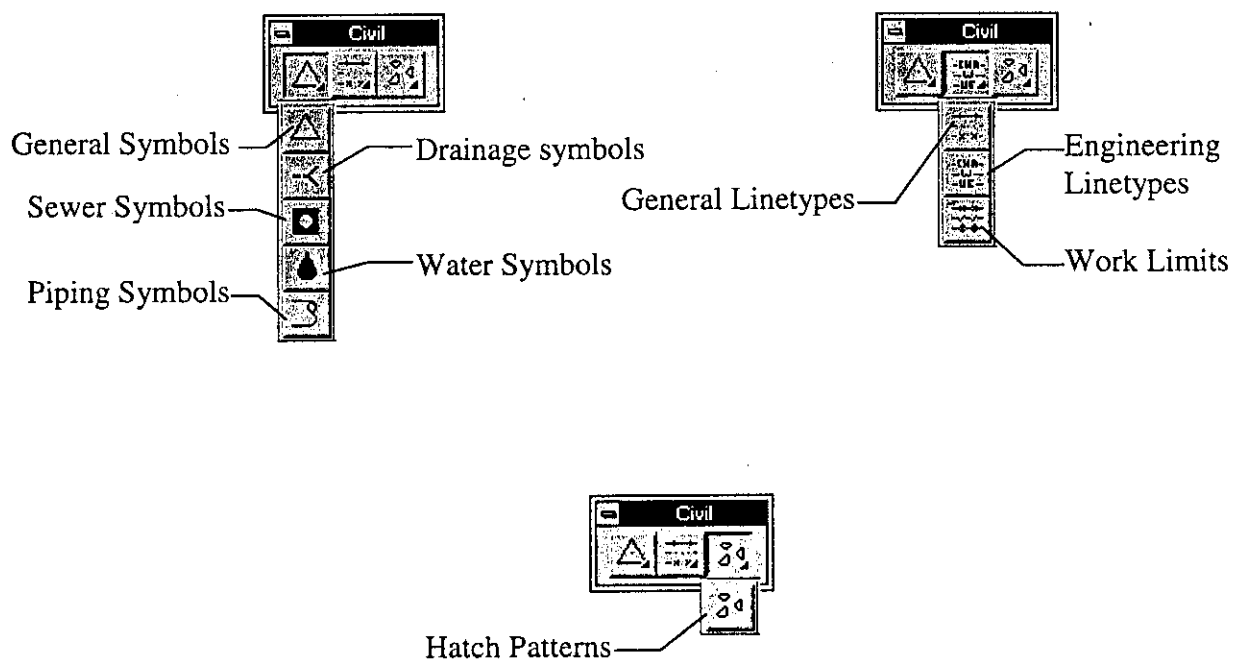 Civil
General Symbols
Drainage symbols
Sewer Symbols
Water Symbols
Piping Symbols
Civil
General Linetypes
Engineering
Linetypes
Work Limits
Civil
Hatch Patterns